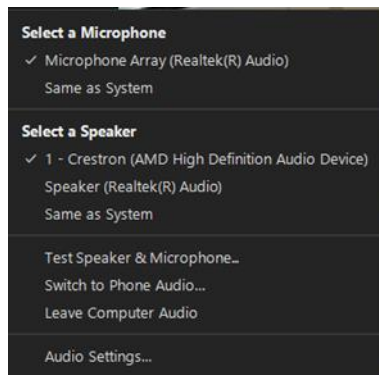 Select a Microphone
✓ Microphone Array (Realtek(R) Audio)
Same as System
Select a Speaker
✓ 1 - Crestron (AMD High Definition Audio Device)
Speaker (Realtek(R) Audio)
Same as System
Test Speaker & Microphone...
Switch to Phone Audio...
Leave Computer Audio
Audio Settings...